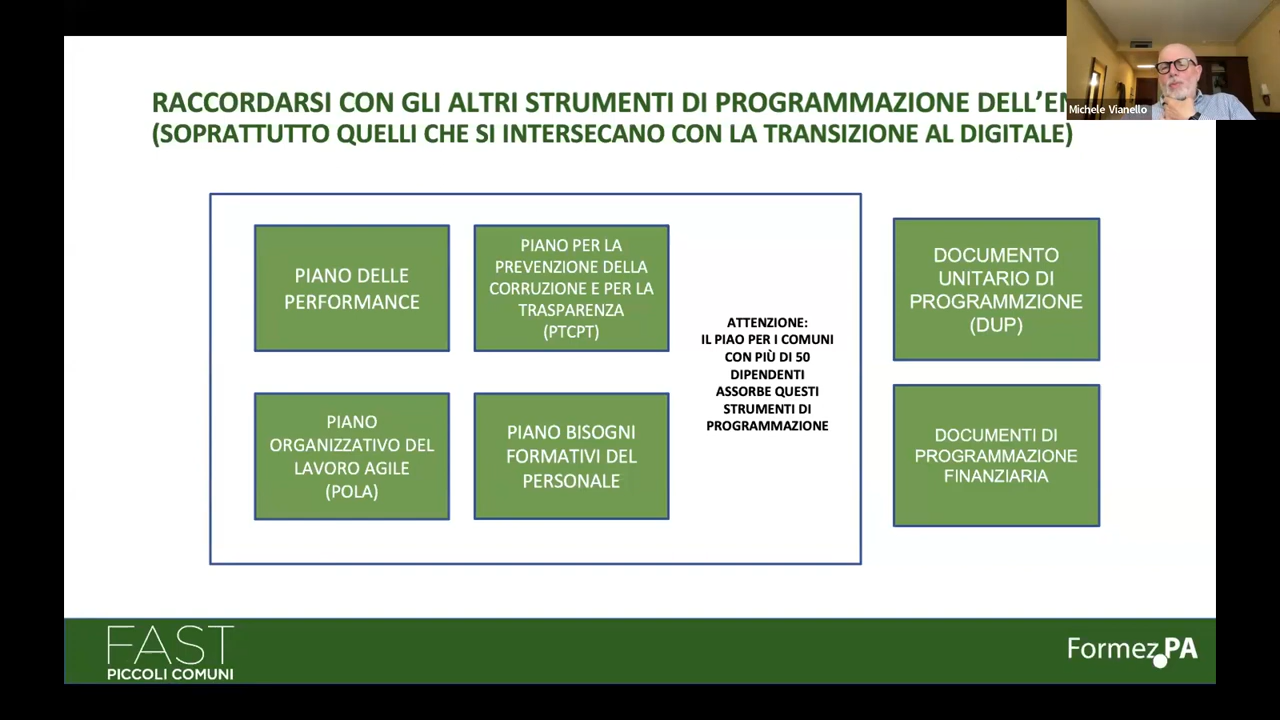 RACCORDARSI CON GLI ALTRI STRUMENTI DI PROGRAMMAZIONE
(SOPRATTUTTO QUELLI CHE SI INTERSECANO CON LA TRANSIZIONE AL DIGITALE)
Michele Vianello
PIANO DELLE
PERFORMANCE
PIANO PER LA
PREVENZIONE DELLA
CORRUZIONE E PER LA
TRASPARENZA
(PTCPT)
PIANO
ORGANIZZATIVO DEL
LAVORO AGILE
(POLA)
PIANO BISOGNI
FORMATIVI DEL
PERSONALE
ATTENZIONE:
IL PIAO PER I COMUNI
CON PIÙ DI 50
DIPENDENTI
ASSORBE QUESTI
STRUMENTI DI
PROGRAMMAZIONE
DOCUMENTO
UNITARIO DI
PROGRAMMZIONE
(DUP)
DOCUMENTI DI
PROGRAMMAZIONE
FINANZIARIA
FAST
PICCOLI COMUNI
Formez.PA